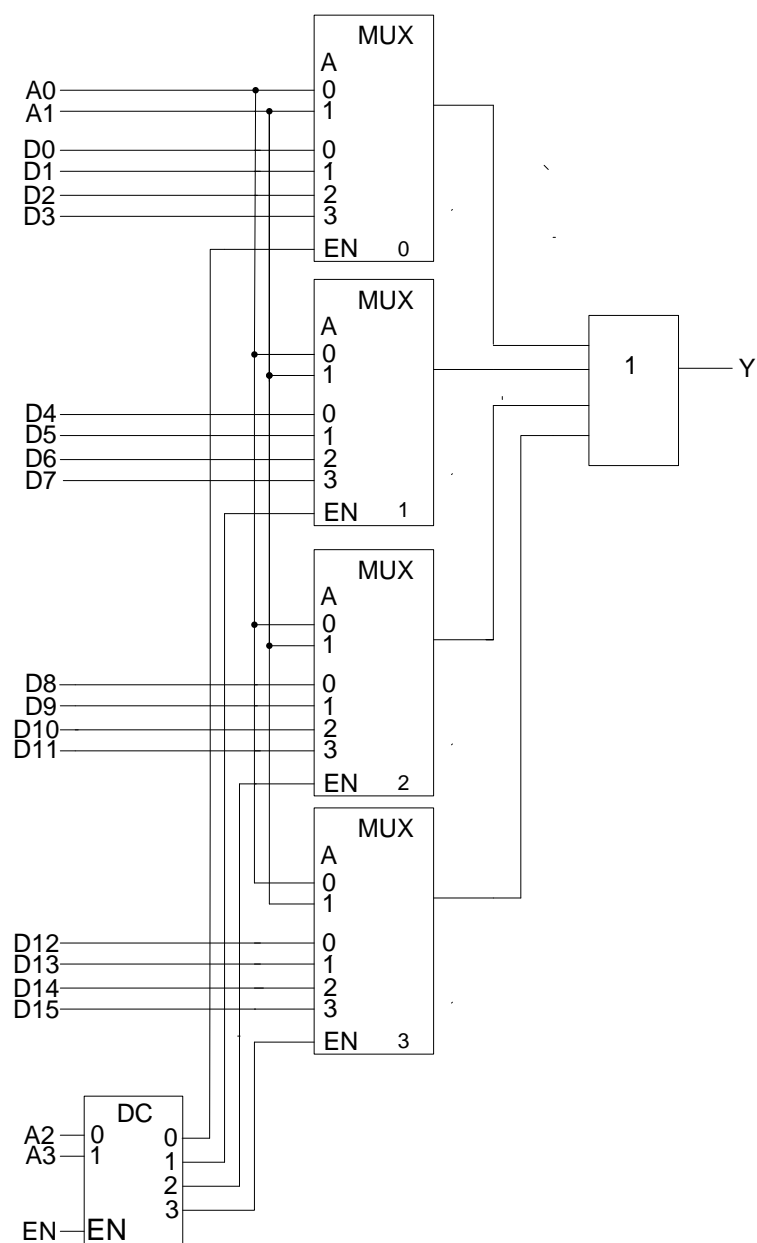 MUX
A
A0 0
A1 1
D0 0
D1 1
D2 2
D3 3
EN 0
MUX
A
0
1
1
Y
D4 0
D5 1
D6 2
D7 3
EN 1
MUX
A
0
1
D8 0
D9 1
D10 2
D11 3
EN 2
MUX
A
0
1
D12 0
D13 1
D14 2
D15 3
EN 3
DC
A2 0 0
A3 1 1
2
3
EN EN